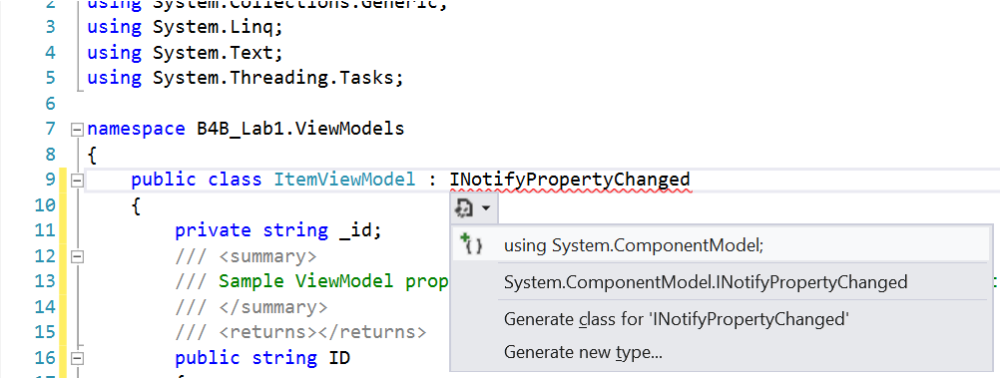 2 using System.Collections.Generic;
3 using System.Linq;
4 using System.Text;
5 using System.Threading.Tasks;
6
7 namespace B4B_Lab1.ViewModels
8 {
9 public class ItemViewModel : INotifyPropertyChanged
10 {
11 private string _id;
12 /// <summary>
13 /// Sample ViewModel prop
14 /// </summary>
15 /// <returns></returns>
16 public string ID
using System.ComponentModel;
System.ComponentModel.INotifyPropertyChanged
Generate class for 'INotifyPropertyChanged'
Generate new type...